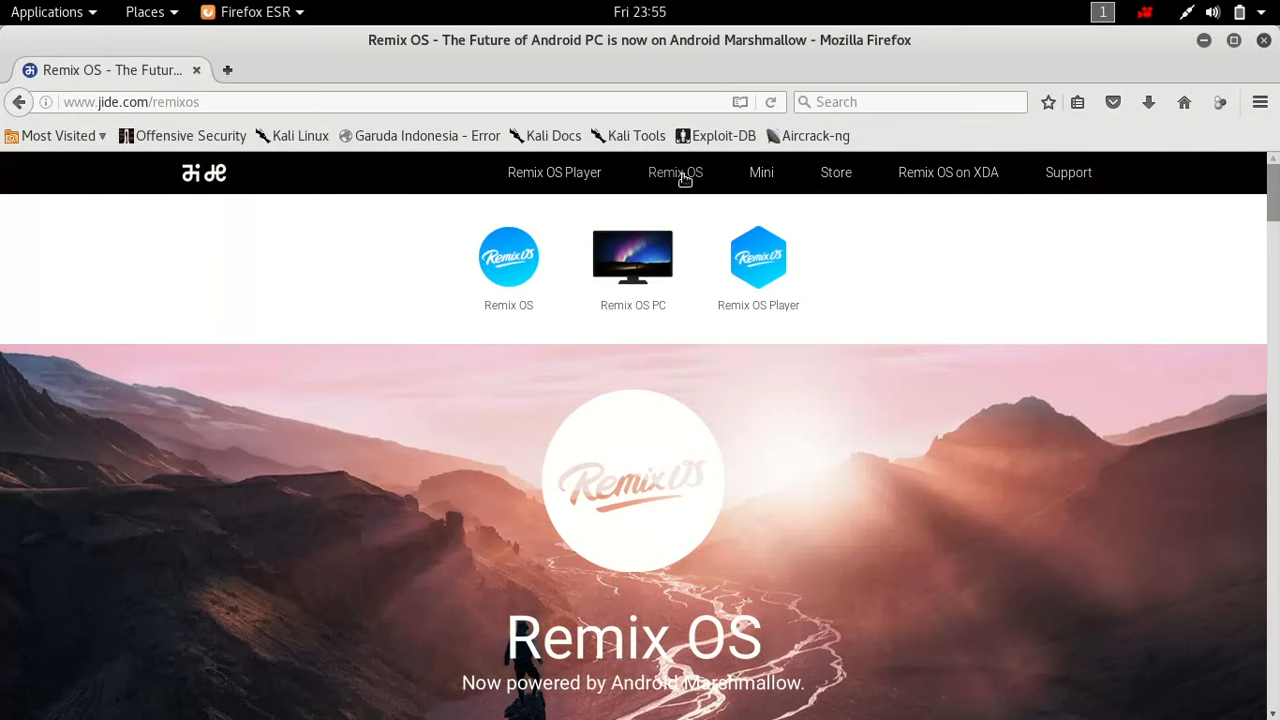 Applications Places Firefox ESR Fri 23:55 1
Remix OS - The Future of Android PC is now on Android Marshmallow - Mozilla Firefox
Remix OS - The Futur...
www.jide.com/remixos Search
Most Visited Offensive Security Kali Linux Garuda Indonesia - Error Kali Docs Kali Tools Exploit-DB Aircrack-ng
Remix OS Player Remix OS Mini Store Remix OS on XDA Support
Remix OS Remix OS
Remix OS Remix OS PC Remix OS Player
Remix OS
Remix OS
Now powered by Android Marshmallow.